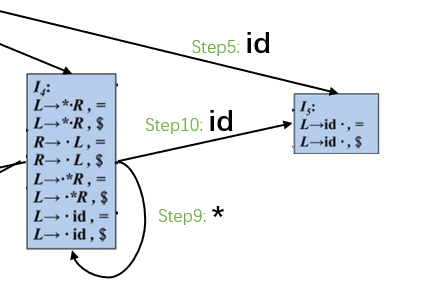 Step5: id
I₄:
L→*·R , =
L→*·R , $
R→ · L , =
R→ · L , $
L→·*R , =
L→ ·*R , $
L→ · id , =
L→ · id , $
Step10: id
I₅:
L→id · , =
L→id · , $
Step9: *